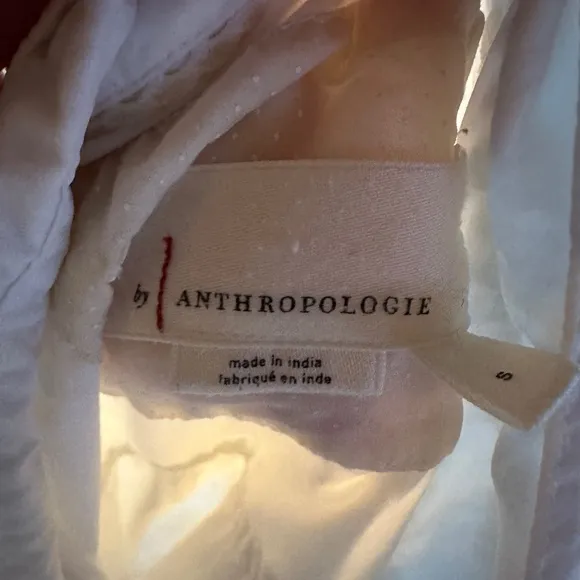 by ANTHROPOLOGIE
made in india
fabriqué en inde
S